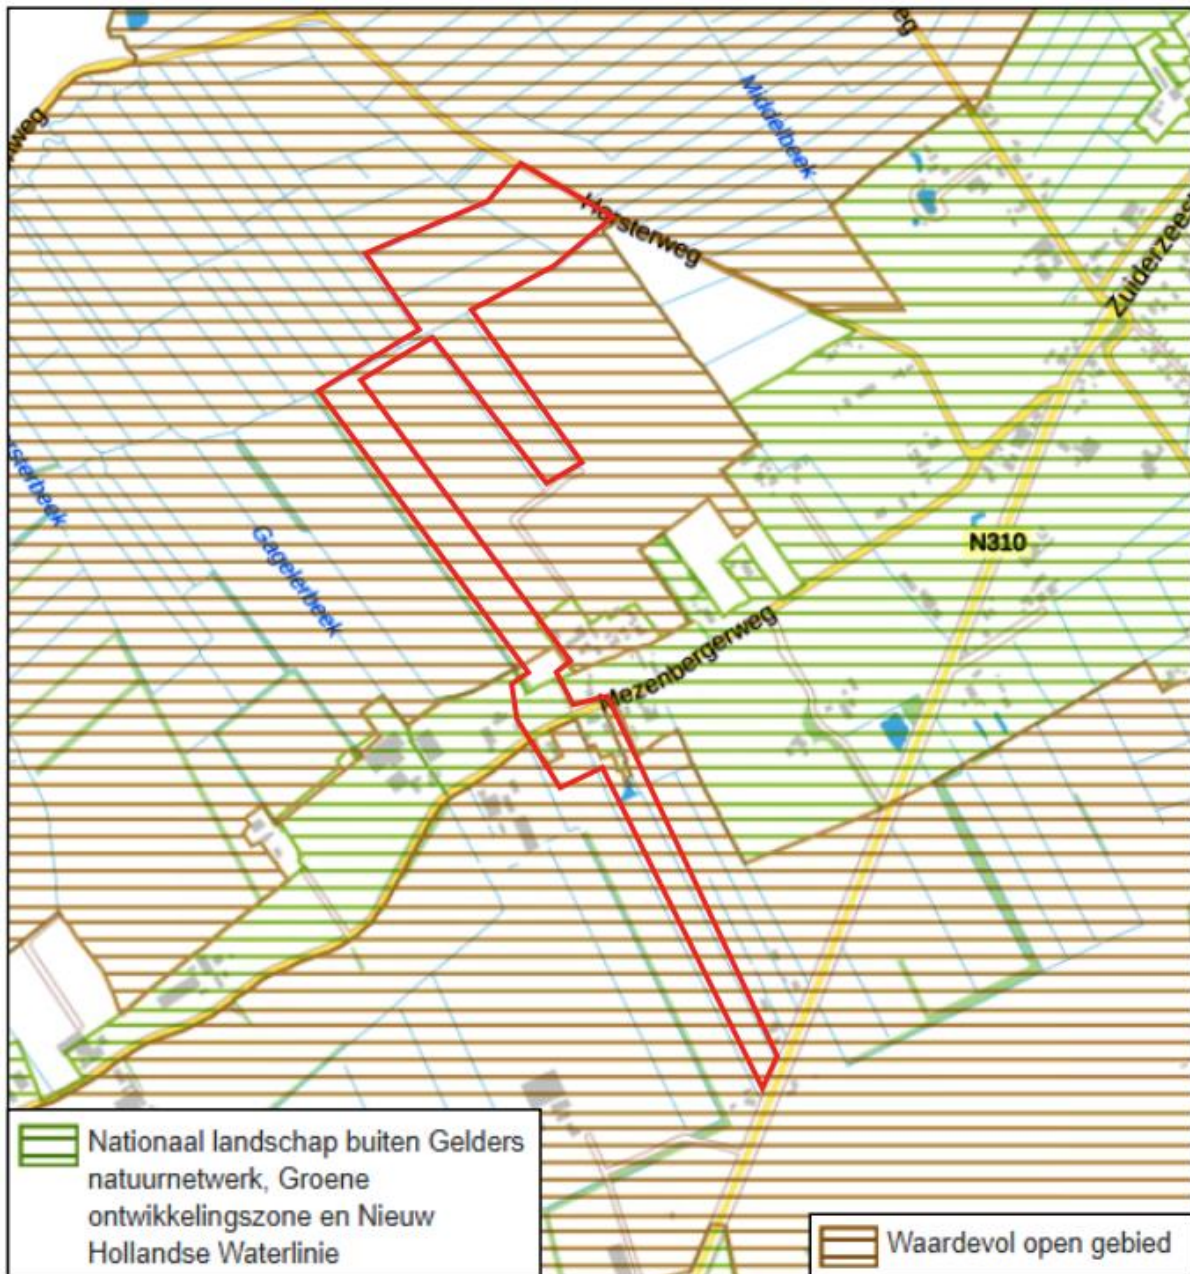 Middelbeek
Horsterweg
N310
Gagelerbeek
Mezenbergerweg
Nationaal landschap buiten Gelders
natuurnetwerk, Groene
ontwikkelingszone en Nieuw
Hollandse Waterlinie
Waardevol open gebied